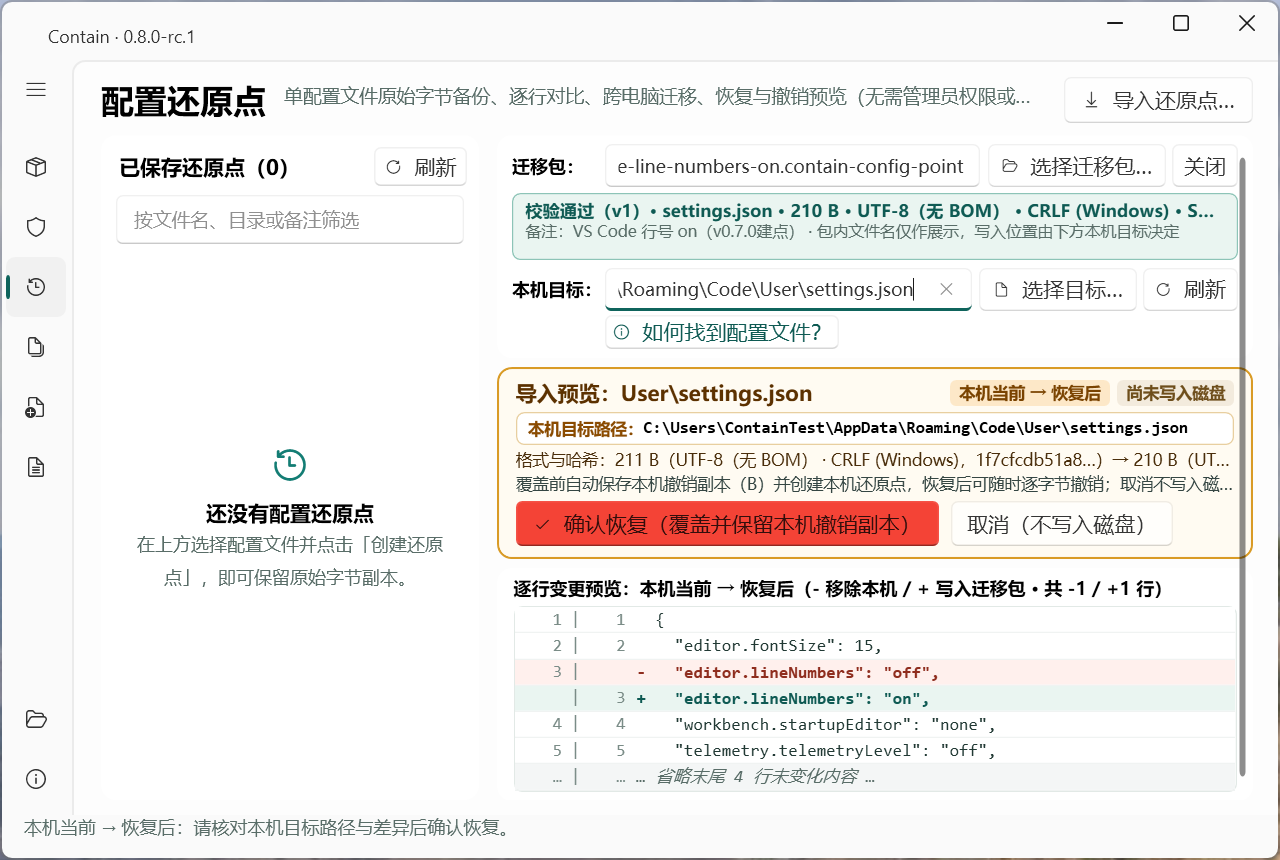 Contain · 0.8.0-rc.1
配置还原点
单配置文件原始字节备份、逐行对比、跨电脑迁移、恢复与撤销预览（无需管理员权限或...
导入还原点...
已保存还原点（0）
刷新
按文件名、目录或备注筛选
还没有配置还原点
在上方选择配置文件并点击「创建还原
点」，即可保留原始字节副本。
迁移包：
e-line-numbers-on.contain-config-point
选择迁移包...
关闭
校验通过（v1）• settings.json • 210 B • UTF-8（无 BOM） • CRLF (Windows) • S...
备注：VS Code 行号 on（v0.7.0建点） · 包内文件名仅作展示，写入位置由下方本机目标决定
本机目标：
\Roaming\Code\User\settings.json
选择目标...
刷新
如何找到配置文件？
导入预览：User\settings.json
本机当前 → 恢复后
尚未写入磁盘
本机目标路径：C:\Users\ContainTest\AppData\Roaming\Code\User\settings.json
格式与哈希：211 B（UTF-8（无 BOM） · CRLF (Windows)，1f7cfcdb51a8...）→ 210 B（UT...
覆盖前自动保存本机撤销副本（B）并创建本机还原点，恢复后可随时逐字节撤销；取消不写入磁...
确认恢复（覆盖并保留本机撤销副本）
取消（不写入磁盘）
逐行变更预览：本机当前 → 恢复后（- 移除本机 / + 写入迁移包 • 共 -1 / +1 行）
1 | 1 {
2 | 2 "editor.fontSize": 15,
3 | - "editor.lineNumbers": "off",
| 3 + "editor.lineNumbers": "on",
4 | 4 "workbench.startupEditor": "none",
5 | 5 "telemetry.telemetryLevel": "off",
… | … … 省略末尾 4 行未变化内容 …
本机当前 → 恢复后：请核对本机目标路径与差异后确认恢复。